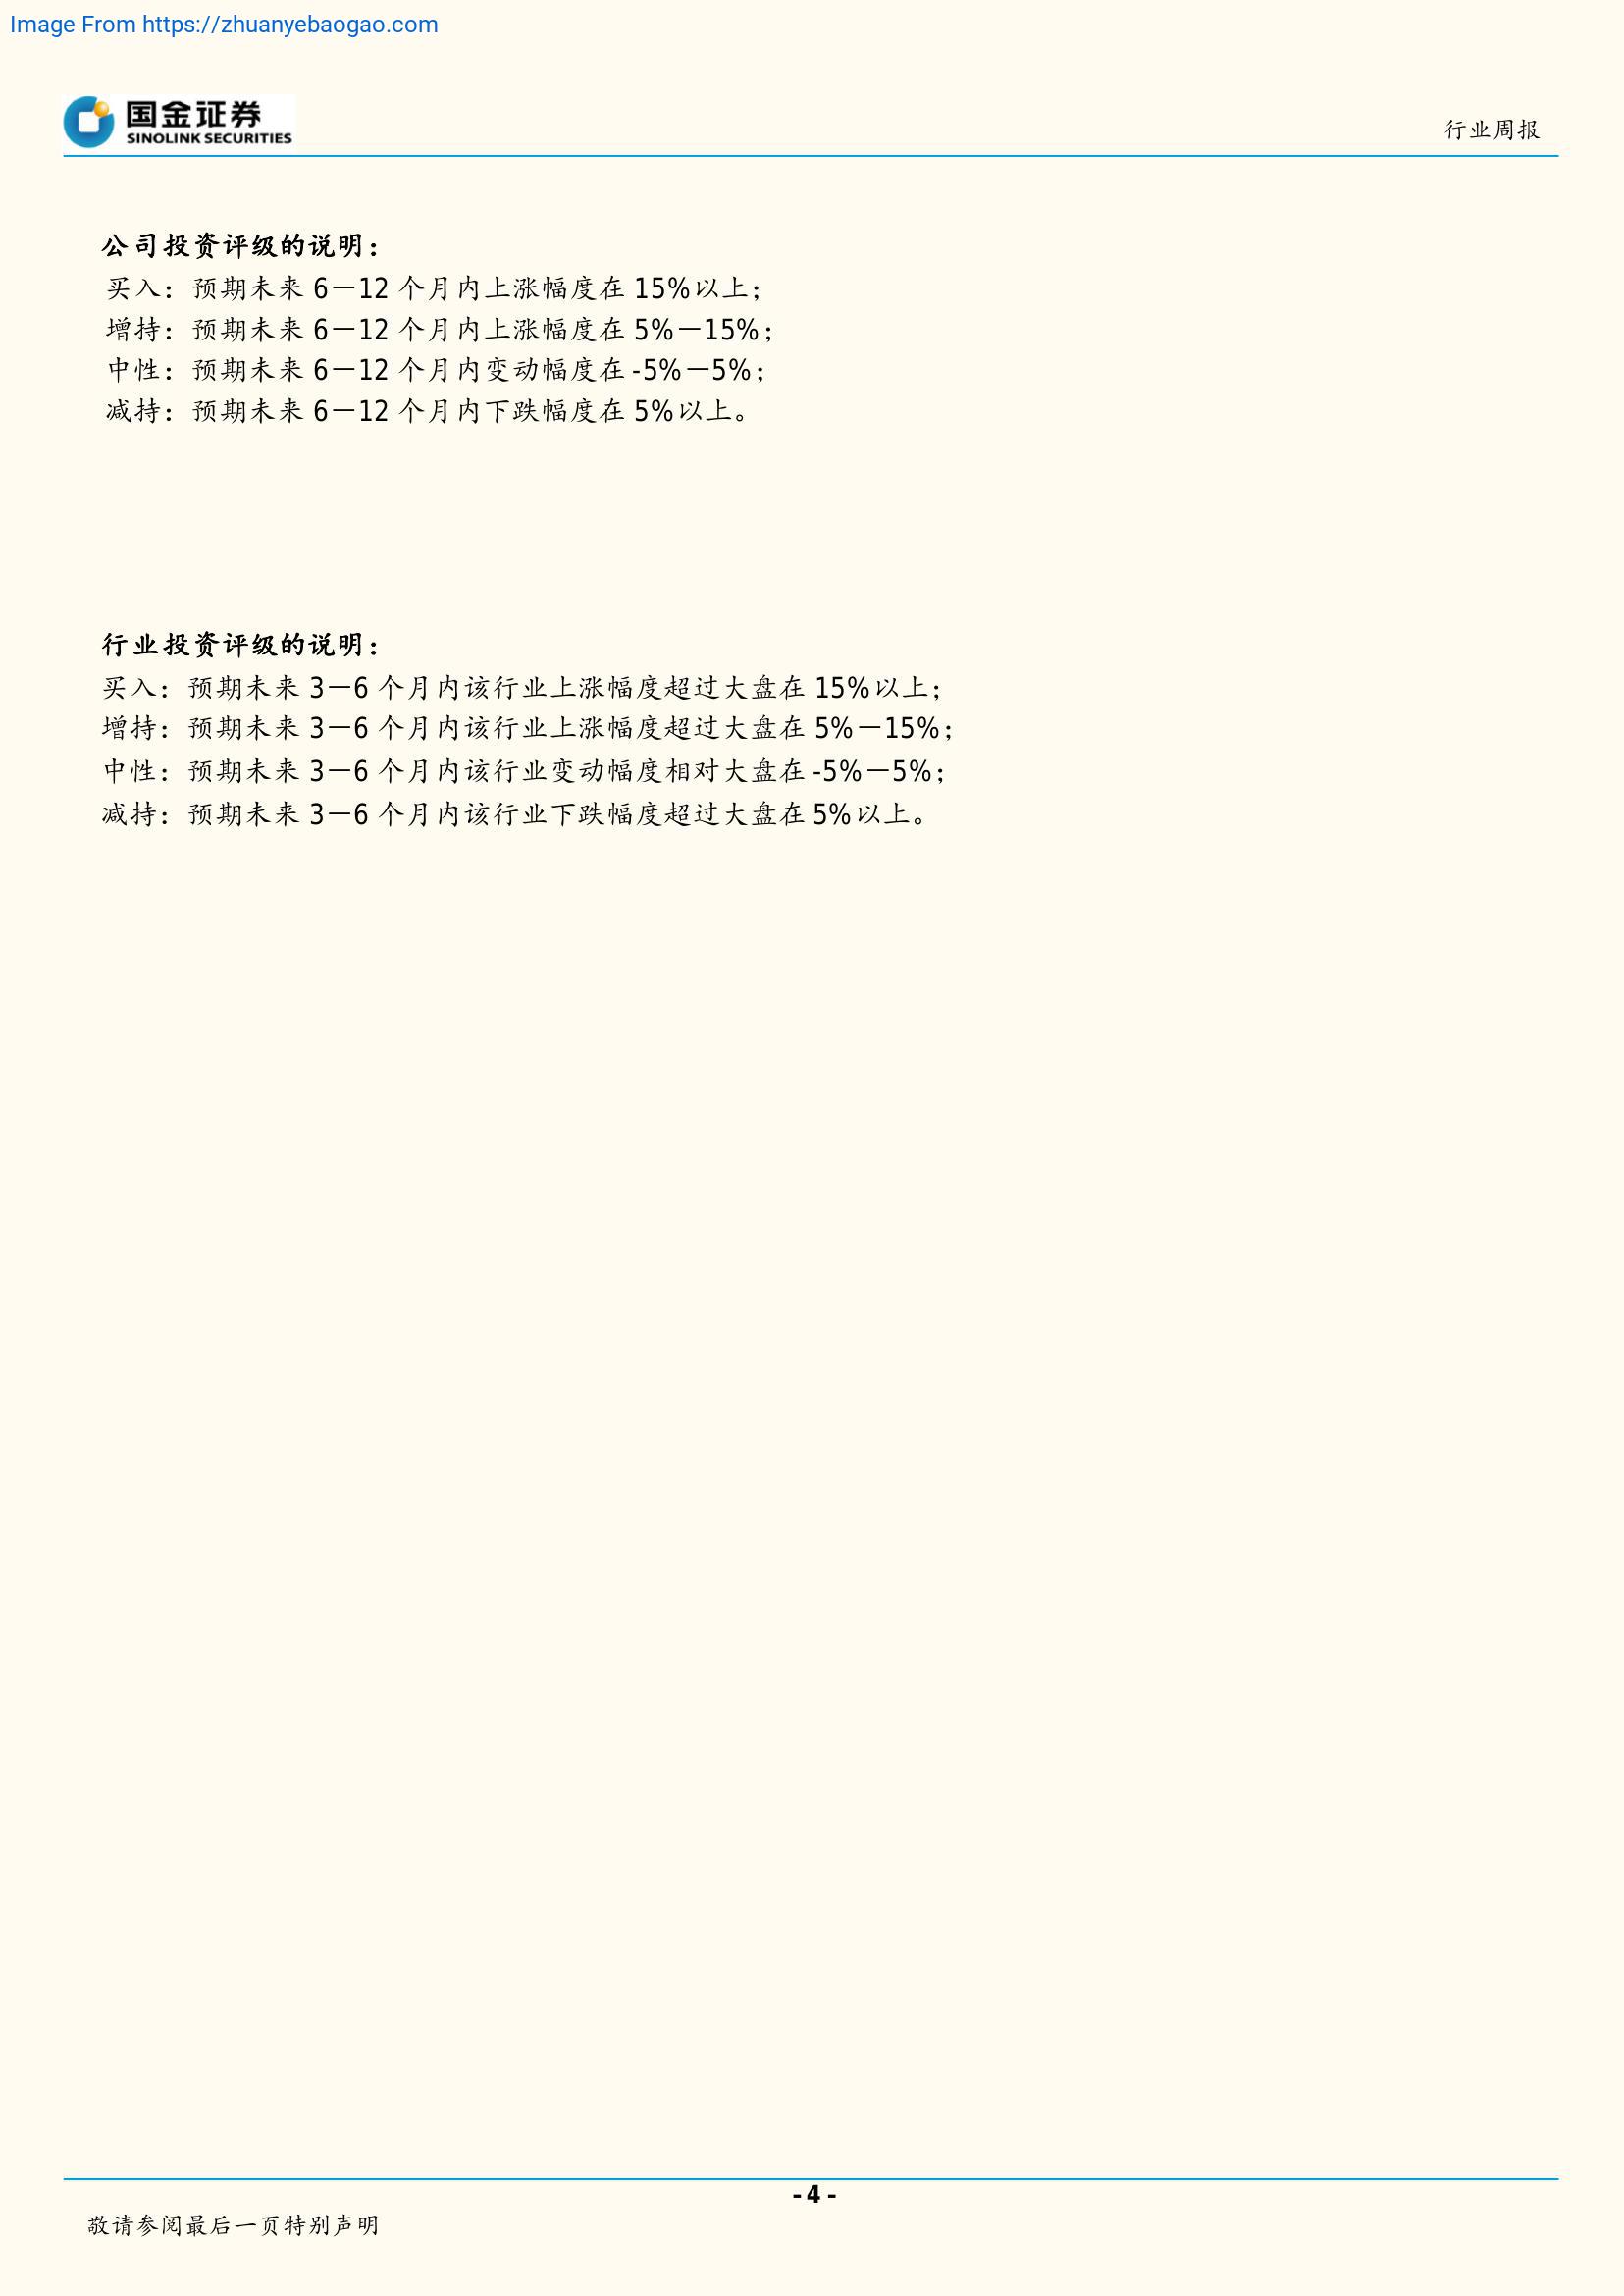 Image From https://zhuanyebaogao.com
国金证券
SINOLINK SECURITIES
行业周报
公司投资评级的说明：
买入：预期未来 6－12 个月内上涨幅度在 15%以上；
增持：预期未来 6－12 个月内上涨幅度在 5%－15%；
中性：预期未来 6－12 个月内变动幅度在 -5%－5%；
减持：预期未来 6－12 个月内下跌幅度在 5%以上。
行业投资评级的说明：
买入：预期未来 3－6 个月内该行业上涨幅度超过大盘在 15%以上；
增持：预期未来 3－6 个月内该行业上涨幅度超过大盘在 5%－15%；
中性：预期未来 3－6 个月内该行业变动幅度相对大盘在 -5%－5%；
减持：预期未来 3－6 个月内该行业下跌幅度超过大盘在 5%以上。
- 4 -
敬请参阅最后一页特别声明